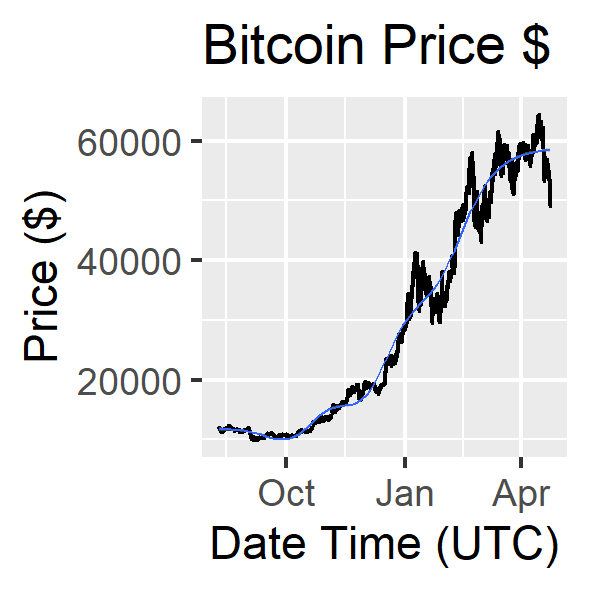 Bitcoin Price $
Price ($)
60000
40000
20000
Oct Jan Apr
Date Time (UTC)